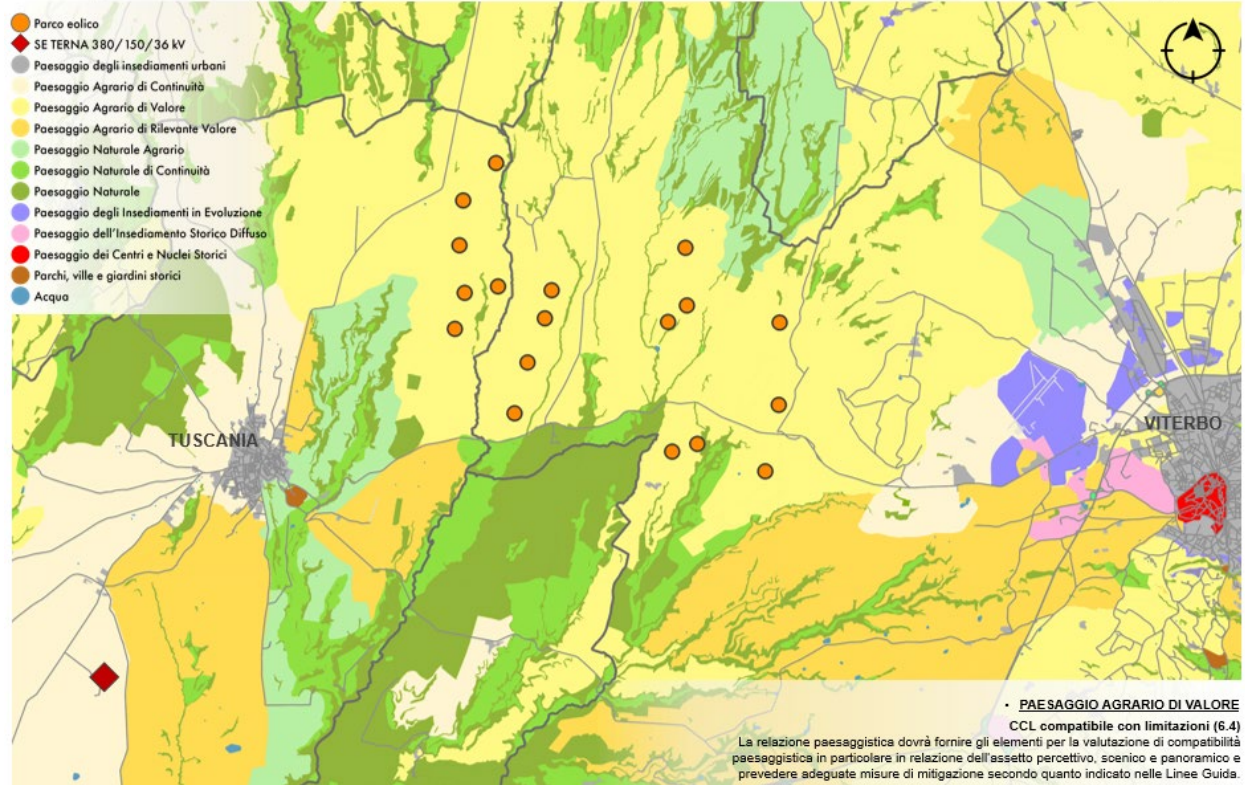 Parco eolico
SE TERNA 380/150/36 kV
Paesaggio degli insediamenti urbani
Paesaggio Agrario di Continuità
Paesaggio Agrario di Valore
Paesaggio Agrario di Rilevante Valore
Paesaggio Naturale Agrario
Paesaggio Naturale di Continuità
Paesaggio Naturale
Paesaggio degli Insediamenti in Evoluzione
Paesaggio dell'Insediamento Storico Diffuso
Paesaggio dei Centri e Nuclei Storici
Parchi, ville e giardini storici
Acqua
TUSCANIA
VITERBO
• PAESAGGIO AGRARIO DI VALORE
CCL compatibile con limitazioni (6.4)
La relazione paesaggistica dovrà fornire gli elementi per la valutazione di compatibilità
paesaggistica in particolare in relazione dell'assetto percettivo, scenico e panoramico e
prevedere adeguate misure di mitigazione secondo quanto indicato nelle Linee Guida.